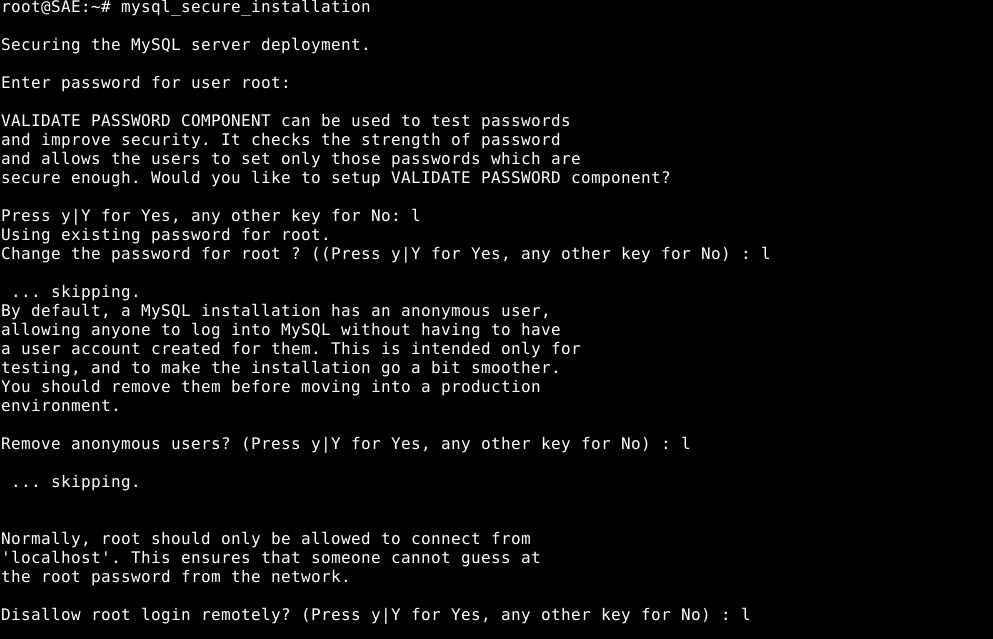 root@SAE:~# mysql_secure_installation
Securing the MySQL server deployment.
Enter password for user root:
VALIDATE PASSWORD COMPONENT can be used to test passwords
and improve security. It checks the strength of password
and allows the users to set only those passwords which are
secure enough. Would you like to setup VALIDATE PASSWORD component?
Press y|Y for Yes, any other key for No: l
Using existing password for root.
Change the password for root ? ((Press y|Y for Yes, any other key for No) : l
... skipping.
By default, a MySQL installation has an anonymous user,
allowing anyone to log into MySQL without having to have
a user account created for them. This is intended only for
testing, and to make the installation go a bit smoother.
You should remove them before moving into a production
environment.
Remove anonymous users? (Press y|Y for Yes, any other key for No) : l
... skipping.
Normally, root should only be allowed to connect from
'localhost'. This ensures that someone cannot guess at
the root password from the network.
Disallow root login remotely? (Press y|Y for Yes, any other key for No) : l